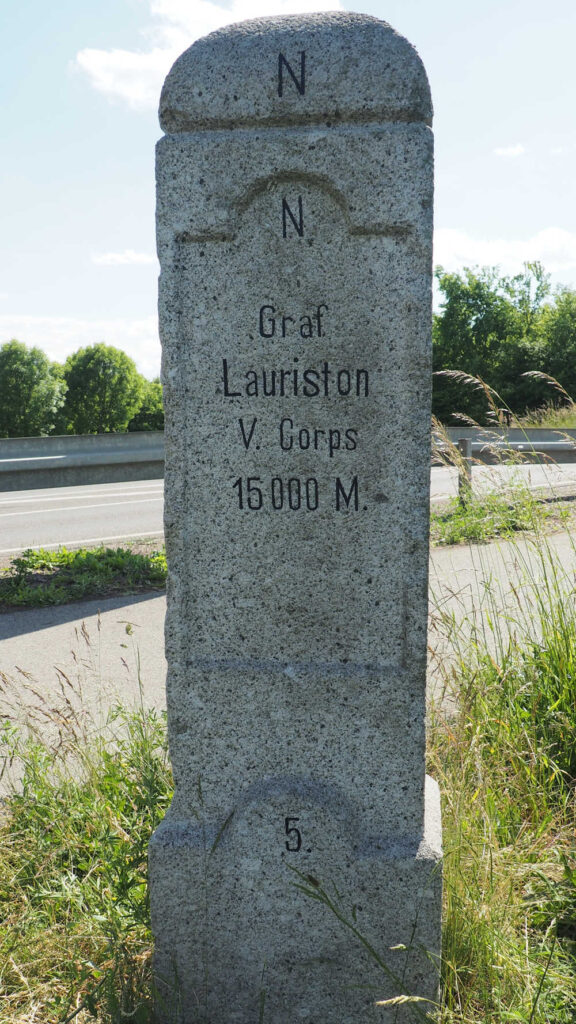 N
N.
Graf
Lauriston
V. Corps
15000 M.
5.